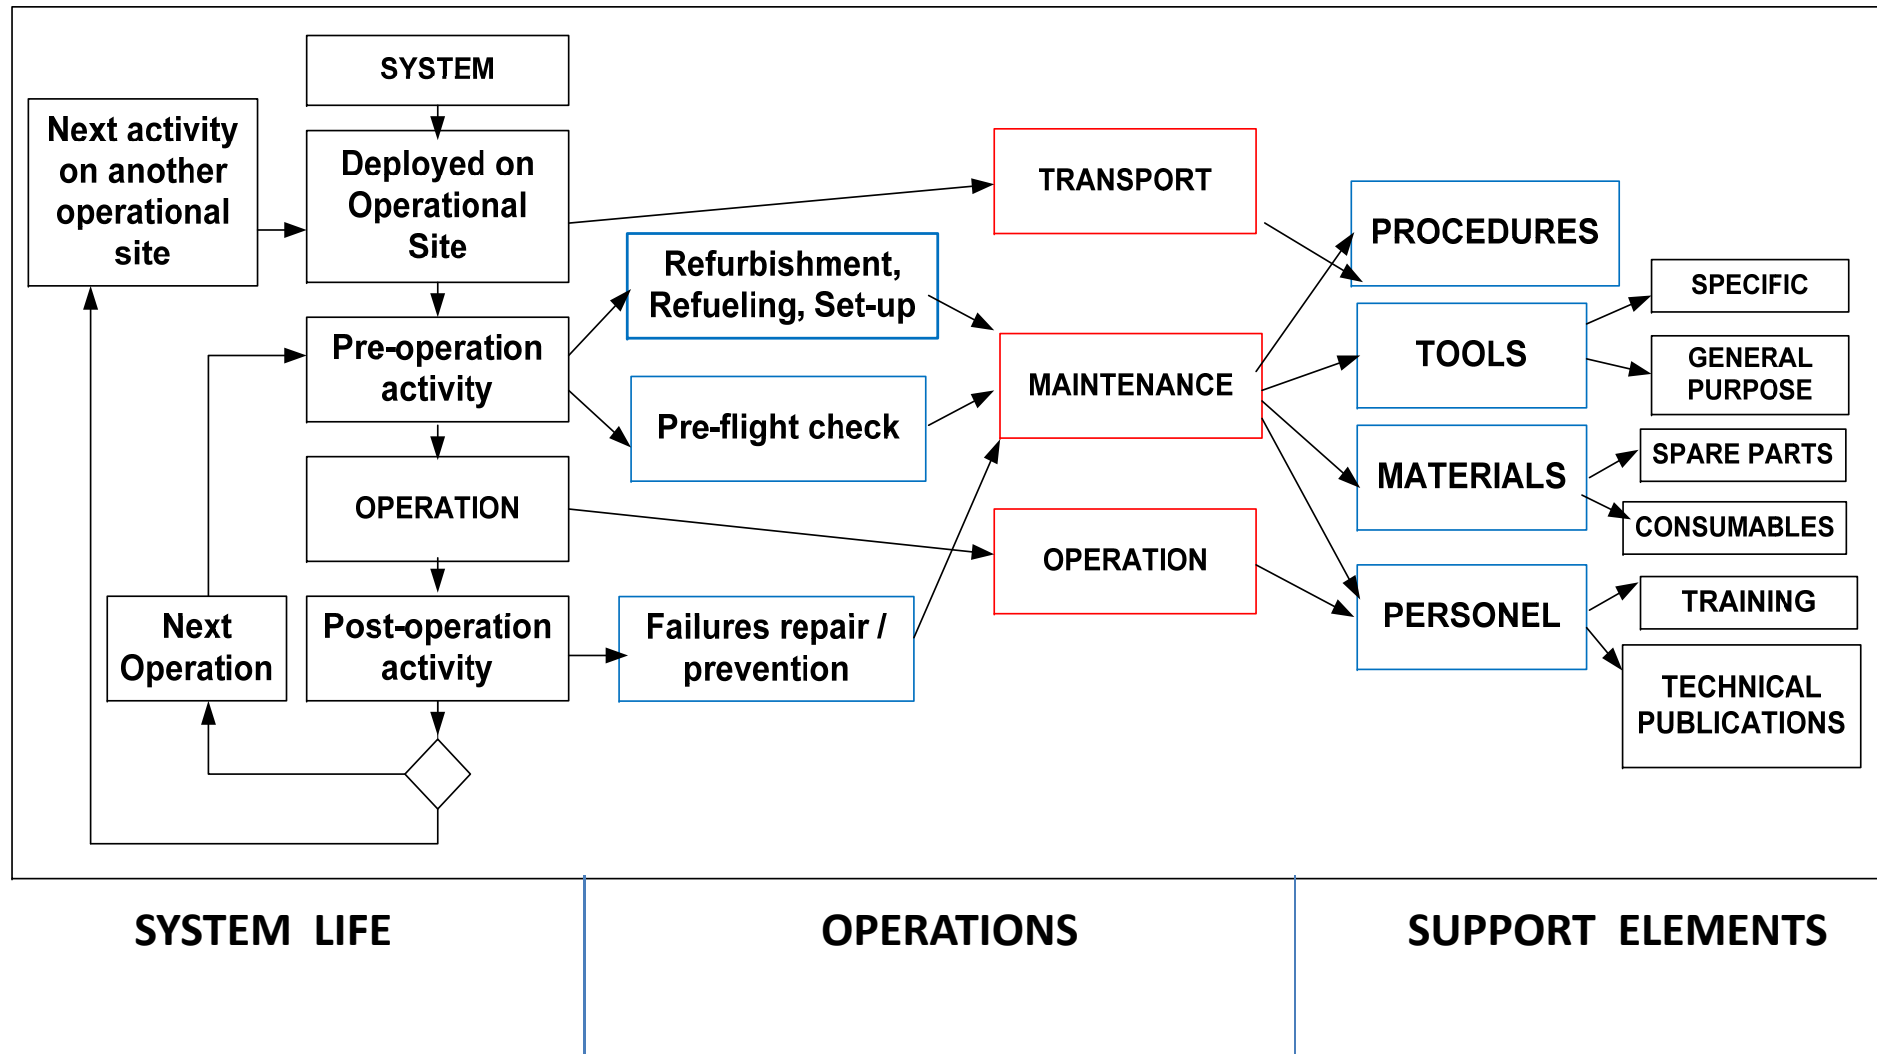 SYSTEM
Next activity
on another
operational
site
Deployed on
Operational
Site
Pre-operation
activity
OPERATION
Next
Operation
Post-operation
activity
Refurbishment,
Refueling, Set-up
Pre-flight check
Failures repair /
prevention
TRANSPORT
MAINTENANCE
OPERATION
PROCEDURES
TOOLS
MATERIALS
PERSONEL
SPECIFIC
GENERAL
PURPOSE
SPARE PARTS
CONSUMABLES
TRAINING
TECHNICAL
PUBLICATIONS
SYSTEM LIFE
OPERATIONS
SUPPORT ELEMENTS